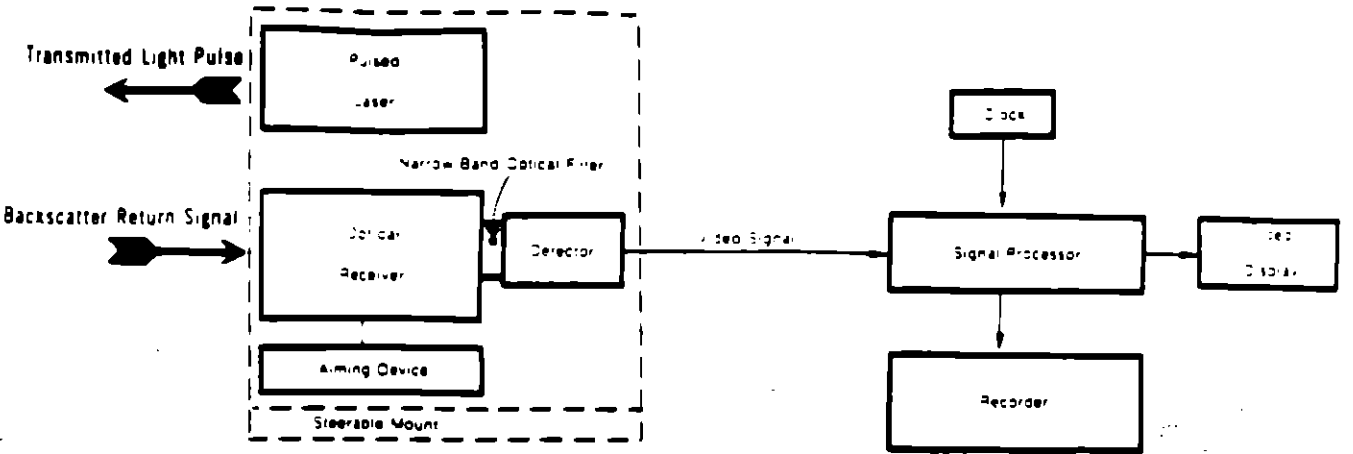 Transmitted Light Pulse
Pulsed
Laser
Clock
Narrow Band Optical Filter
Backscatter Return Signal
Optical
Receiver
Detector
Video Signal
Signal Processor
Video
Display
Aiming Device
Steerable Mount
Recorder